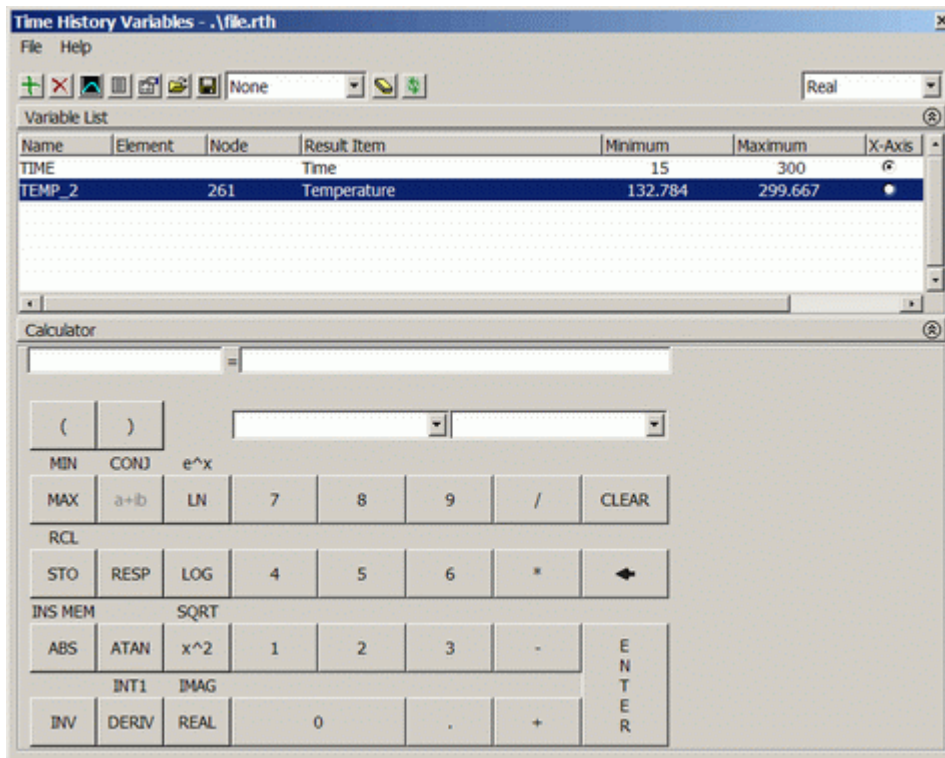 Time History Variables - .\file.rth
File Help
None Real
Variable List
Name Element Node Result Item Minimum Maximum X-Axis
TIME Time 15 300
TEMP_2 261 Temperature 132.784 299.667
Calculator
=
( )
MIN CONJ e^x
MAX a+ib LN 7 8 9 / CLEAR
RCL
STO RESP LOG 4 5 6 *
INS MEM SQRT
ABS ATAN x^2 1 2 3 - ENTER
INT1 IMAG
INV DERIV REAL 0 . +